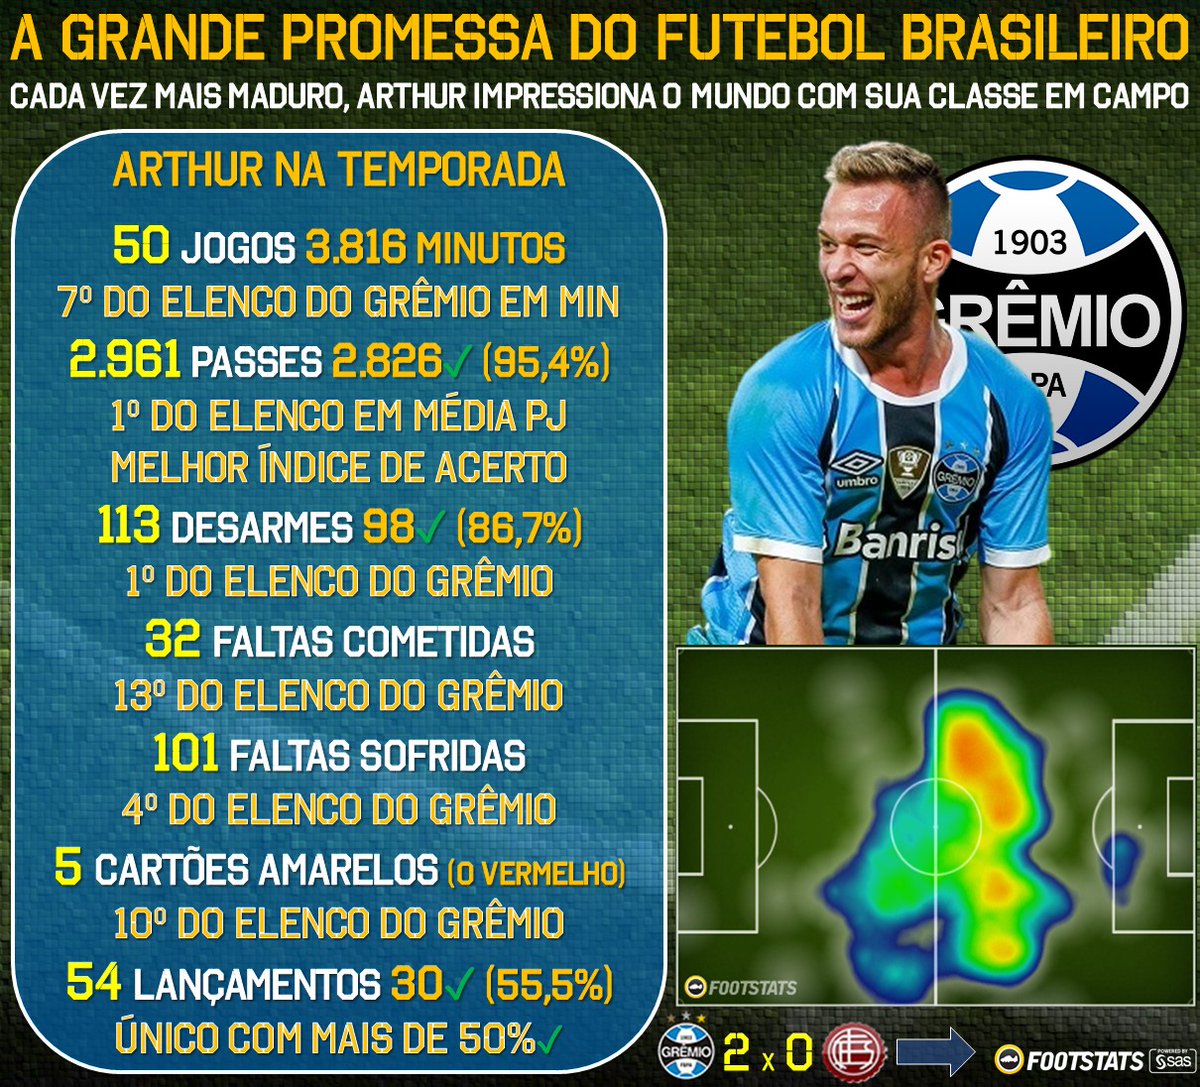 A GRANDE PROMESSA DO FUTEBOL BRASILEIRO
CADA VEZ MAIS MADURO, ARTHUR IMPRESSIONA O MUNDO COM SUA CLASSE EM CAMPO
ARTHUR NA TEMPORADA
50 JOGOS 3.816 MINUTOS
7º DO ELENCO DO GRÊMIO EM MIN
2.961 PASSES 2.826✓ (95,4%)
1º DO ELENCO EM MÉDIA PJ
MELHOR ÍNDICE DE ACERTO
113 DESARMES 98✓ (86,7%)
1º DO ELENCO DO GRÊMIO
32 FALTAS COMETIDAS
13º DO ELENCO DO GRÊMIO
101 FALTAS SOFRIDAS
4º DO ELENCO DO GRÊMIO
5 CARTÕES AMARELOS (0 VERMELHO)
10º DO ELENCO DO GRÊMIO
54 LANÇAMENTOS 30✓ (55,5%)
ÚNICO COM MAIS DE 50%✓
1903
GRÊMIO
PA
umbro
GRÊMIO
Banris
FOOTSTATS
1903
GRÊMIO
FBPA
2 x 0
FOOTSTATS
POWERED BY
sas